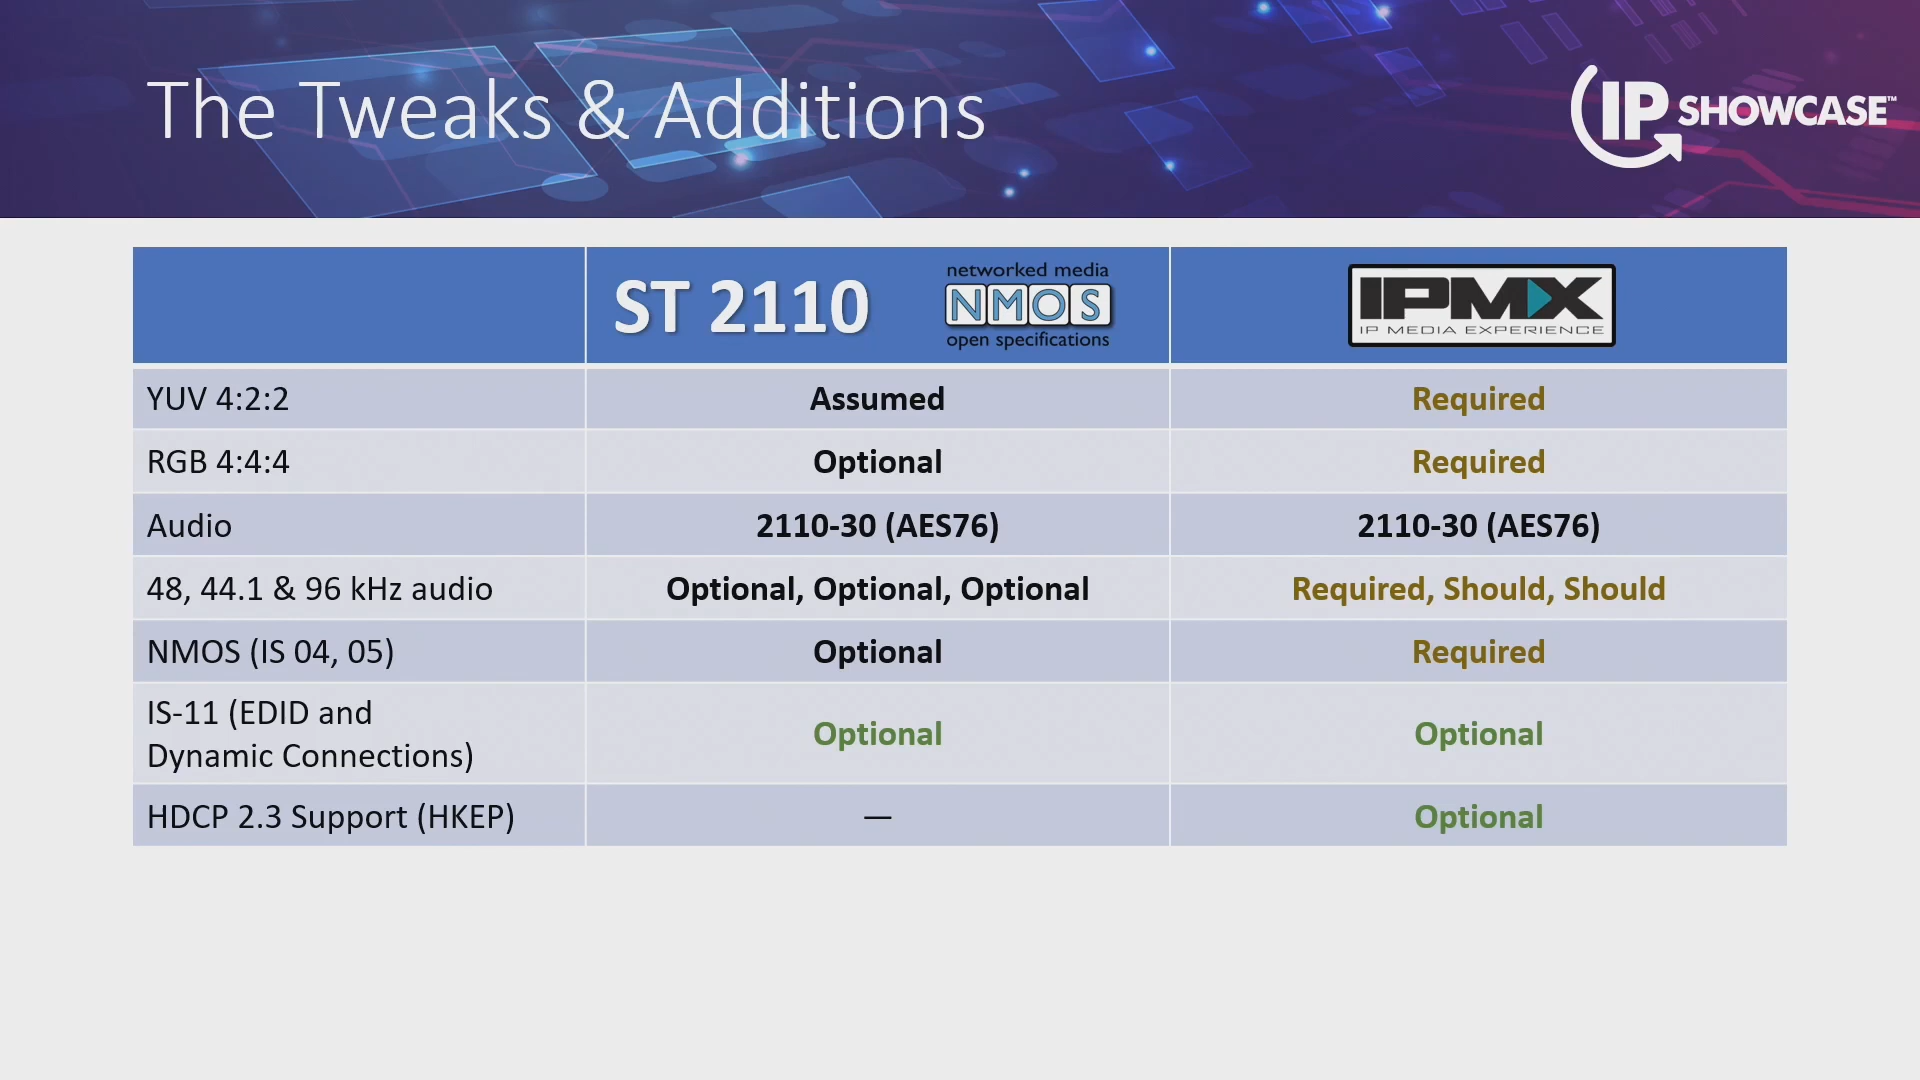 The Tweaks & Additions
IP SHOWCASE™
ST 2110
networked media
NMOS
open specifications
IPMX
IP MEDIA EXPERIENCE
YUV 4:2:2 Assumed Required
RGB 4:4:4 Optional Required
Audio 2110-30 (AES76) 2110-30 (AES76)
48, 44.1 & 96 kHz audio Optional, Optional, Optional Required, Should, Should
NMOS (IS 04, 05) Optional Required
IS-11 (EDID and
Dynamic Connections) Optional Optional
HDCP 2.3 Support (HKEP) — Optional